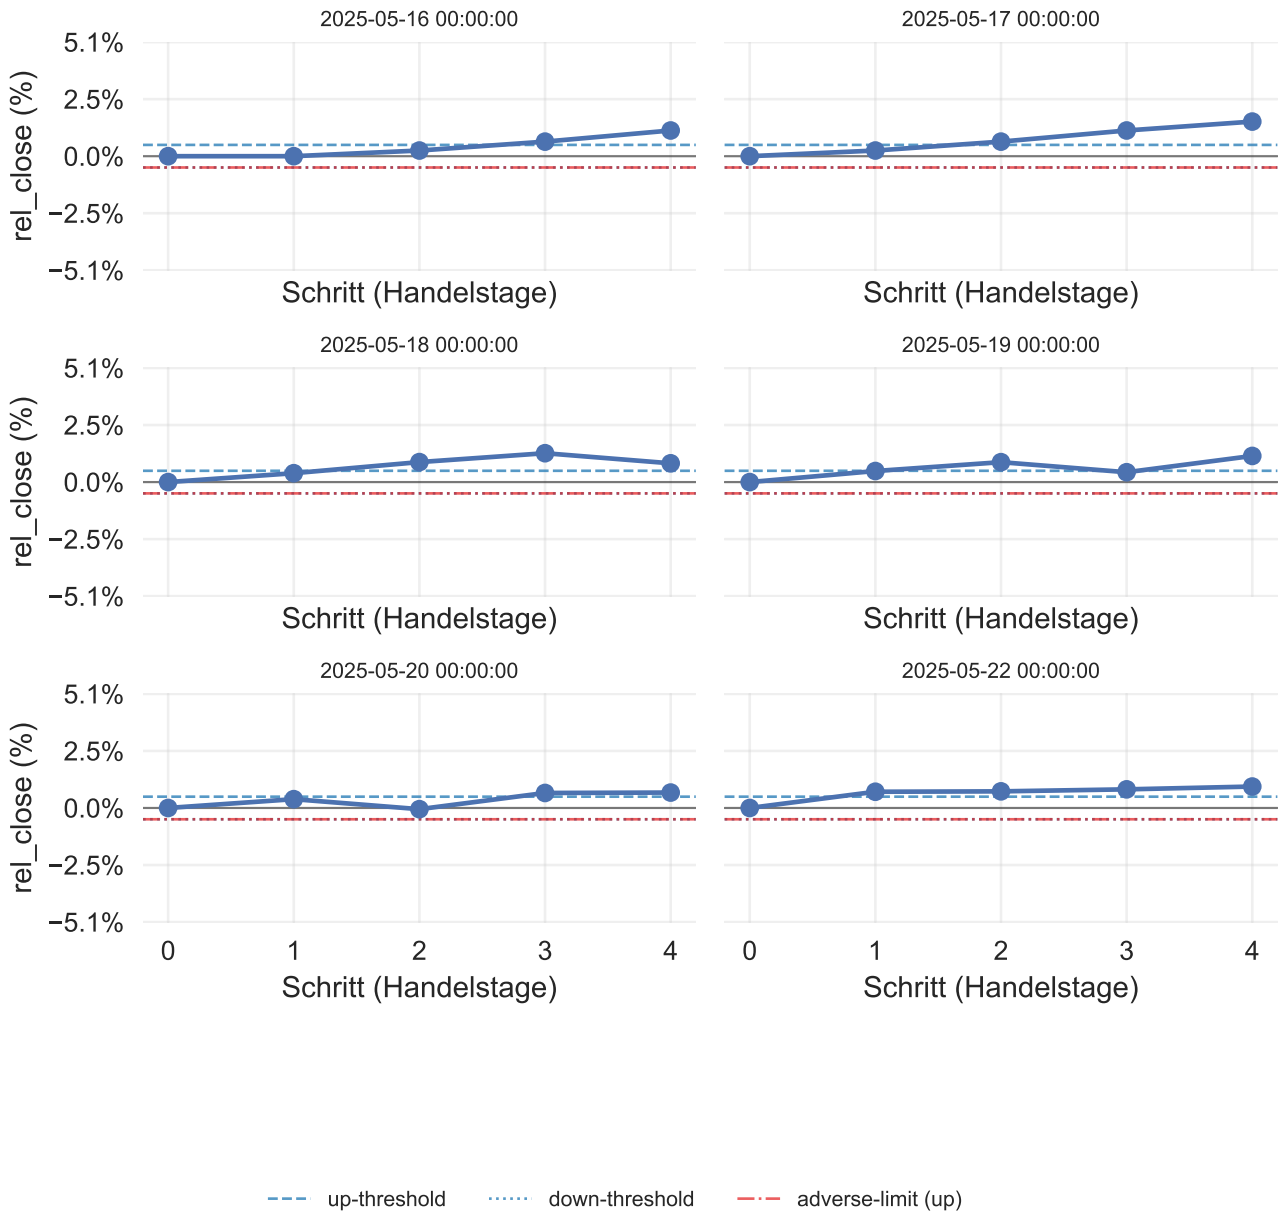 2025-05-16 00:00:00
2025-05-17 00:00:00
5.1%
2.5%
0.0%
−2.5%
−5.1%
rel_close (%)
Schritt (Handelstage)
Schritt (Handelstage)
2025-05-18 00:00:00
2025-05-19 00:00:00
5.1%
2.5%
0.0%
−2.5%
−5.1%
rel_close (%)
Schritt (Handelstage)
Schritt (Handelstage)
2025-05-20 00:00:00
2025-05-22 00:00:00
5.1%
2.5%
0.0%
−2.5%
−5.1%
rel_close (%)
0 1 2 3 4
0 1 2 3 4
Schritt (Handelstage)
Schritt (Handelstage)
up-threshold
down-threshold
adverse-limit (up)